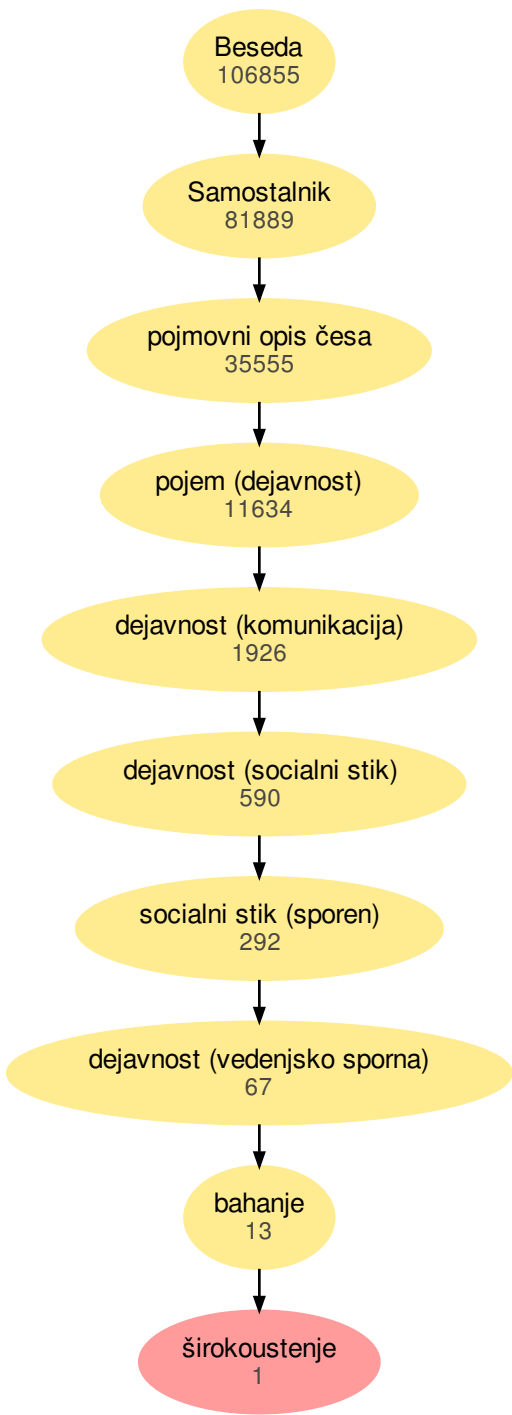 Beseda
106855
Samostalnik
81889
pojmovni opis česa
35555
pojem (dejavnost)
11634
dejavnost (komunikacija)
1926
dejavnost (socialni stik)
590
socialni stik (sporen)
292
dejavnost (vedenjsko sporna)
67
bahanje
13
širokoustenje
1